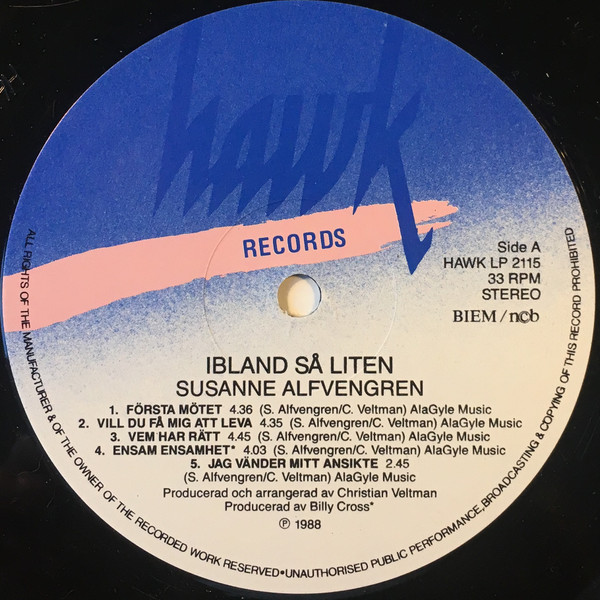 hawk
RECORDS
Side A
HAWK LP 2115
33 RPM
STEREO
BIEM / ncb
IBLAND SÅ LITEN
SUSANNE ALFVENGREN
1. FÖRSTA MÖTET 4.36 (S. Alfvengren/C. Veltman) AlaGyle Music
2. VILL DU FÅ MIG ATT LEVA 4.35 (S. Alfvengren/C. Veltman) AlaGyle Music
3. VEM HAR RÄTT 4.45 (S. Alfvengren/C. Veltman) AlaGyle Music
4. ENSAM ENSAMHET* 4.03 (S. Alfvengren/C. Veltman) AlaGyle Music
5. JAG VÄNDER MITT ANSIKTE 2.45
(S. Alfvengren/C. Veltman) AlaGyle Music
Producerad och arrangerad av Christian Veltman
Producerad av Billy Cross*
℗ 1988
ALL RIGHTS OF THE MANUFACTURER & OF THE OWNER OF THE RECORDED WORK RESERVED•UNAUTHORISED PUBLIC PERFORMANCE, BROADCASTING & COPYING OF THIS RECORD PROHIBITED